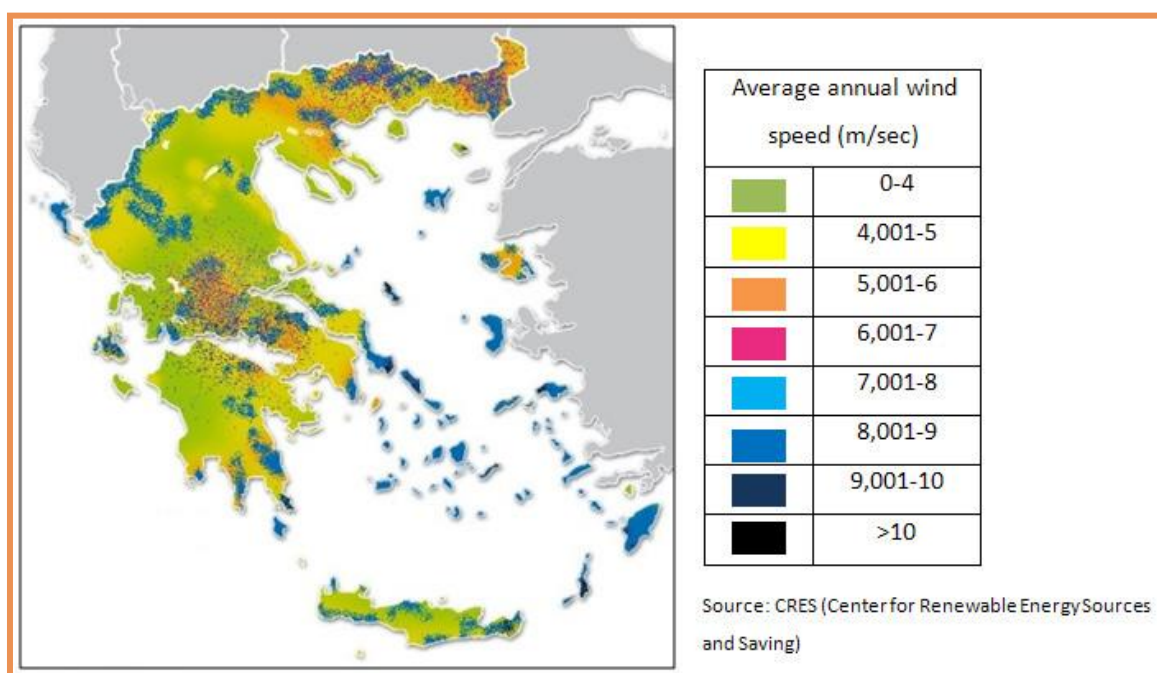 Average annual wind
speed (m/sec)
0-4
4,001-5
5,001-6
6,001-7
7,001-8
8,001-9
9,001-10
>10
Source: CRES (Center for Renewable Energy Sources
and Saving)